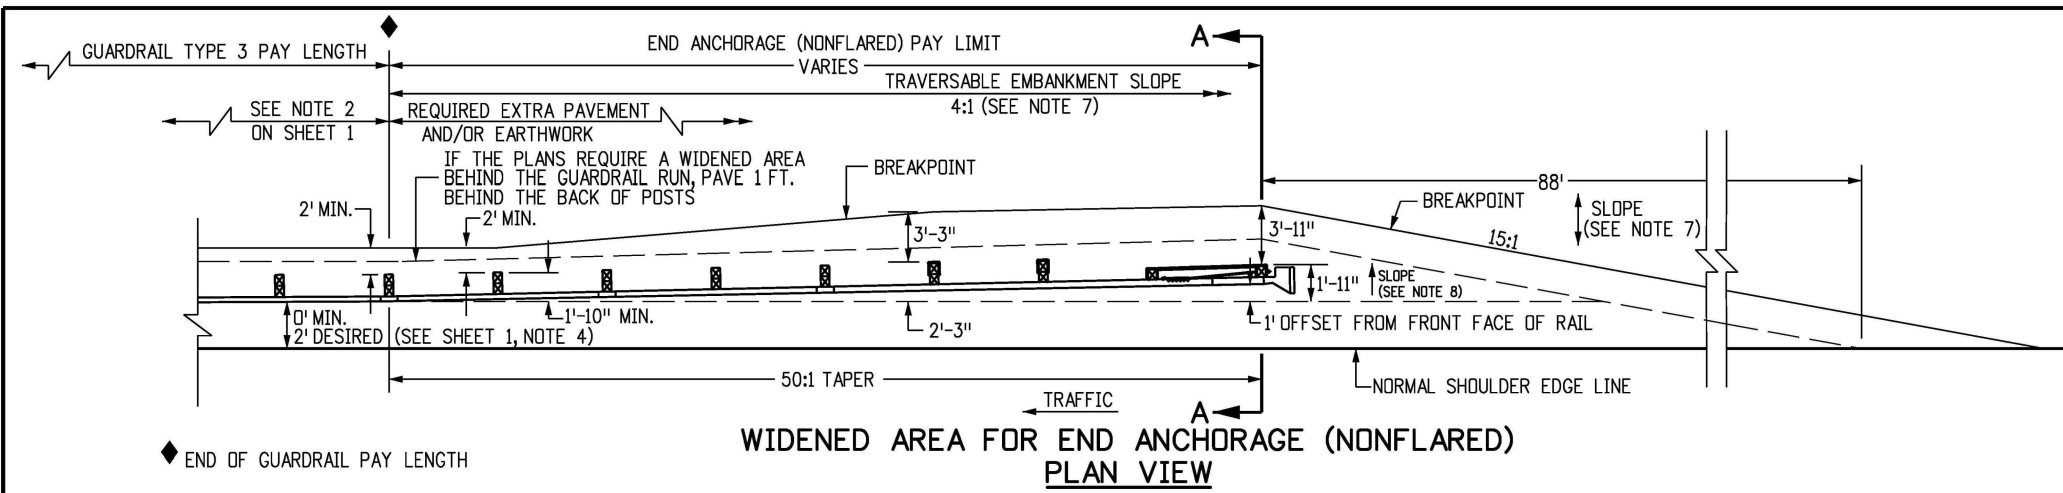 GUARDRAIL TYPE 3 PAY LENGTH
END ANCHORAGE (NONFLARED) PAY LIMIT
VARIES
A
TRAVERSABLE EMBANKMENT SLOPE
4:1 (SEE NOTE 7)
SEE NOTE 2
ON SHEET 1
REQUIRED EXTRA PAVEMENT
AND/OR EARTHWORK
IF THE PLANS REQUIRE A WIDENED AREA
BEHIND THE GUARDRAIL RUN, PAVE 1 FT.
BEHIND THE BACK OF POSTS
BREAKPOINT
88'
BREAKPOINT
SLOPE
(SEE NOTE 7)
2' MIN.
2' MIN.
3'-3"
3'-11"
15:1
1'-11"
SLOPE
(SEE NOTE 8)
0' MIN.
2' DESIRED (SEE SHEET 1, NOTE 4)
1'-10" MIN.
2'-3"
1' OFFSET FROM FRONT FACE OF RAIL
50:1 TAPER
NORMAL SHOULDER EDGE LINE
TRAFFIC
A
WIDENED AREA FOR END ANCHORAGE (NONFLARED)
PLAN VIEW
END OF GUARDRAIL PAY LENGTH